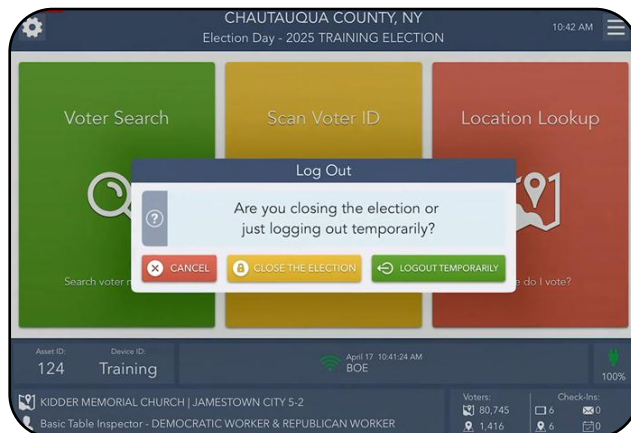 CHAUTAUQUA COUNTY, NY
Election Day - 2025 TRAINING ELECTION
10:42 AM
Voter Search
Scan Voter ID
Location Lookup
Log Out
Are you closing the election or
just logging out temporarily?
CANCEL
CLOSE THE ELECTION
LOGOUT TEMPORARILY
Search voter
do I vote?
Asset ID:
124
Device ID:
Training
April 17 10:41:24 AM
BOE
100%
KIDDER MEMORIAL CHURCH | JAMESTOWN CITY 5-2
Basic Table Inspector - DEMOCRATIC WORKER & REPUBLICAN WORKER
Voters:
80,745
1,416
Check-Ins:
6
0
6
0